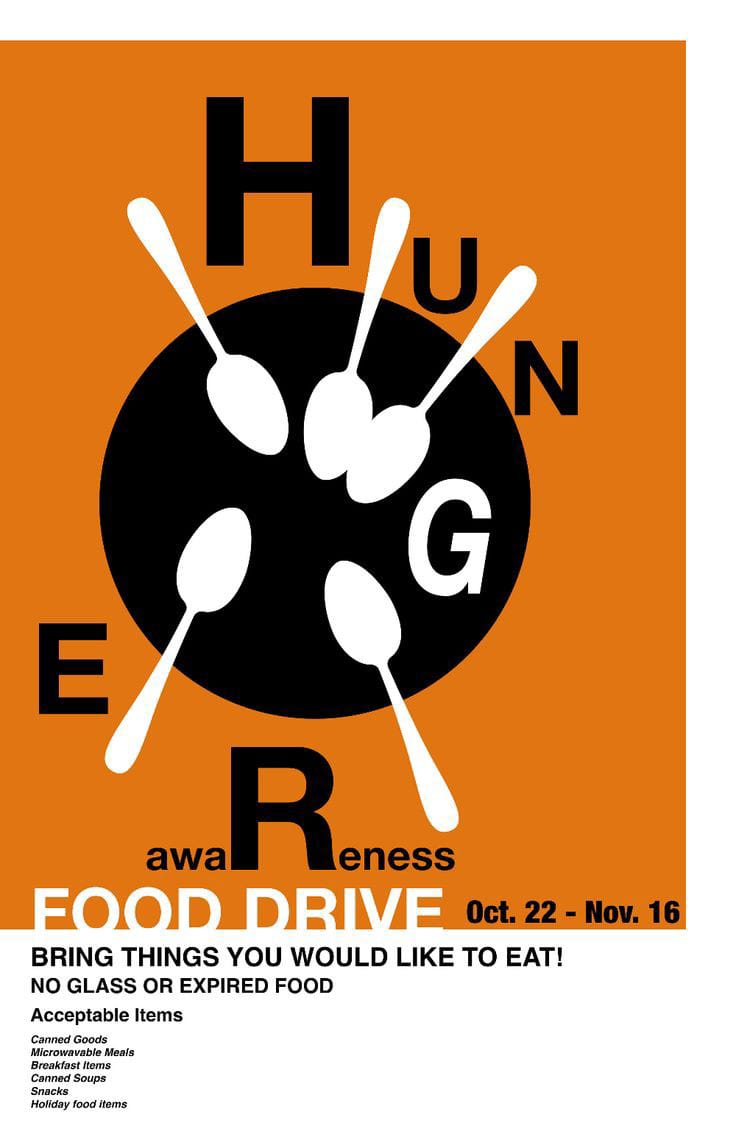 HUNGER
awaReness
FOOD DRIVE Oct. 22 - Nov. 16
BRING THINGS YOU WOULD LIKE TO EAT!
NO GLASS OR EXPIRED FOOD
Acceptable Items
Canned Goods
Microwavable Meals
Breakfast Items
Canned Soups
Snacks
Holiday food items